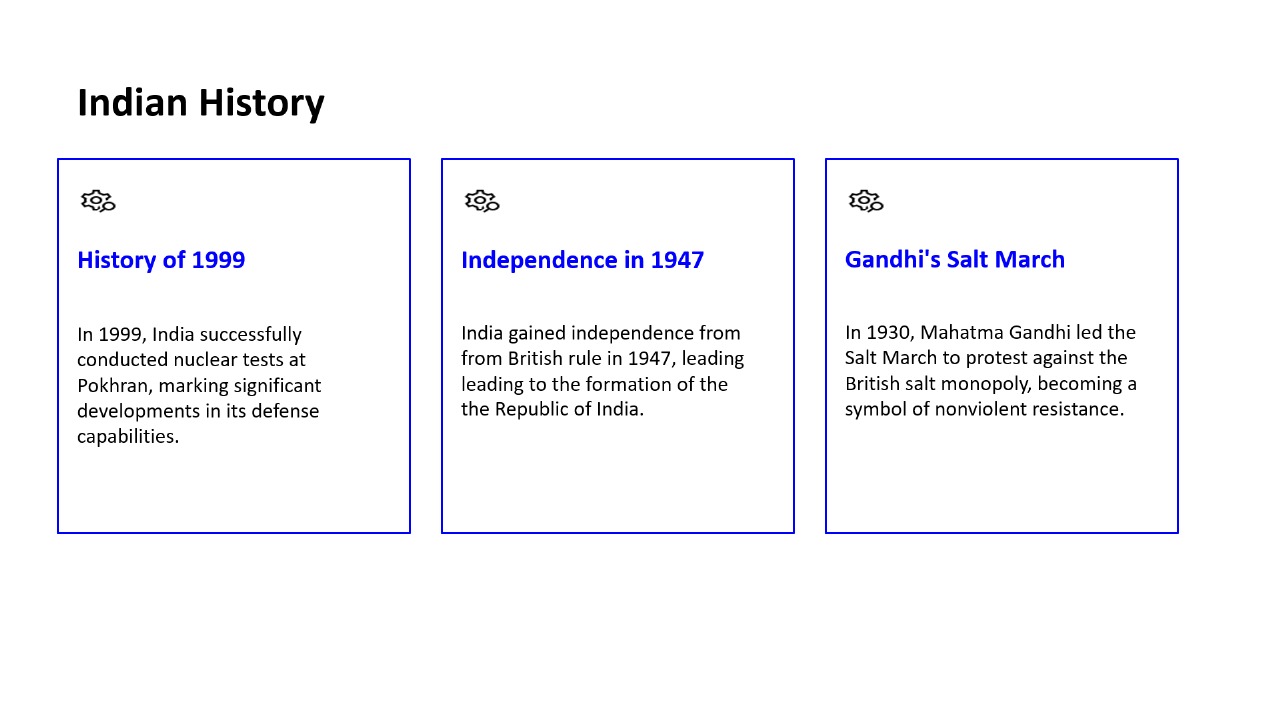 Indian History
History of 1999
In 1999, India successfully
conducted nuclear tests at
Pokhran, marking significant
developments in its defense
capabilities.
Independence in 1947
India gained independence from
from British rule in 1947, leading
leading to the formation of the
the Republic of India.
Gandhi's Salt March
In 1930, Mahatma Gandhi led the
Salt March to protest against the
British salt monopoly, becoming a
symbol of nonviolent resistance.